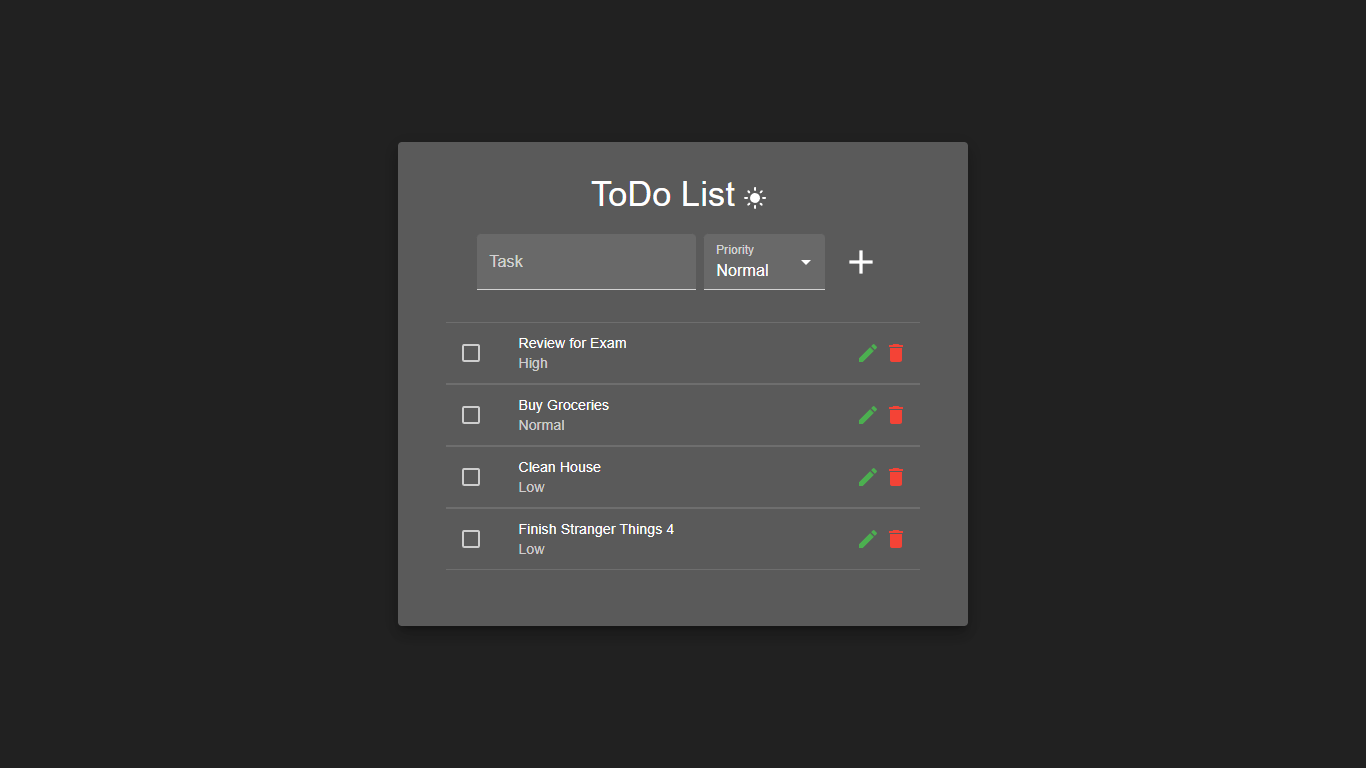 ToDo List
Task
Priority
Normal
Review for Exam
High
Buy Groceries
Normal
Clean House
Low
Finish Stranger Things 4
Low